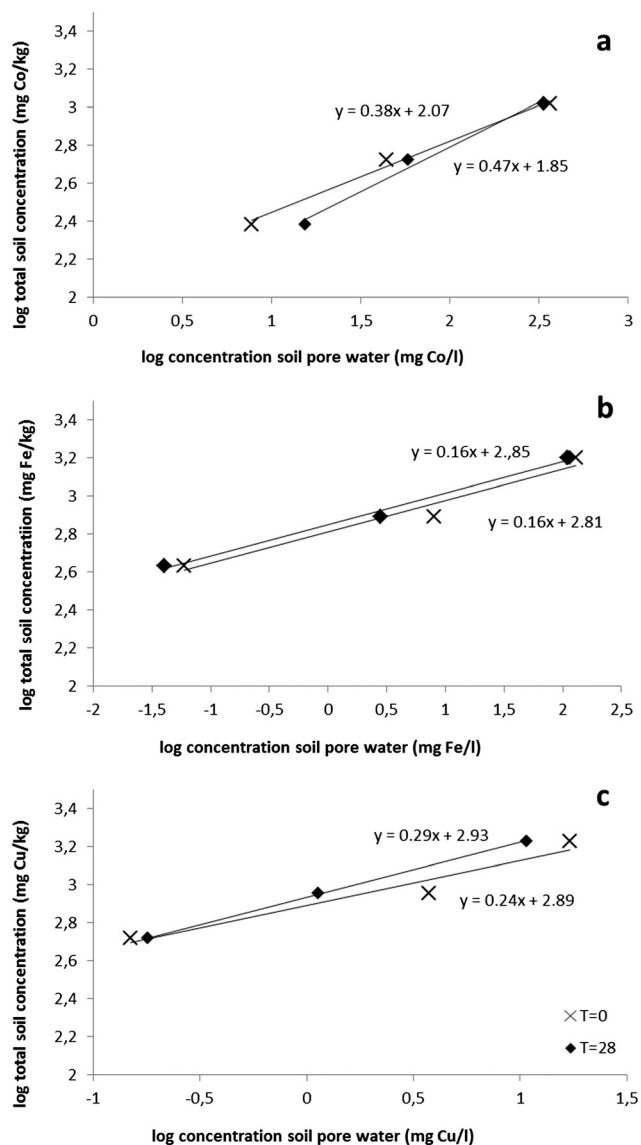 a
log total soil concentration (mg Co/kg)
3,4
3,2
3
2,8
2,6
2,4
2,2
2
y = 0.38x + 2.07
y = 0.47x + 1.85
0 0,5 1 1,5 2 2,5 3
log concentration soil pore water (mg Co/l)
b
log total soil concentratiion (mg Fe/kg)
3,4
3,2
3
2,8
2,6
2,4
2,2
2
y = 0.16x + 2.,85
y = 0.16x + 2.81
-2 -1,5 -1 -0,5 0 0,5 1 1,5 2 2,5
log concentration soil pore water (mg Fe/l)
c
log total soil concentration (mg Cu/kg)
3,4
3,2
3
2,8
2,6
2,4
2,2
2
y = 0.29x + 2.93
y = 0.24x + 2.89
T=0
T=28
-1 -0,5 0 0,5 1 1,5
log concentration soil pore water (mg Cu/l)